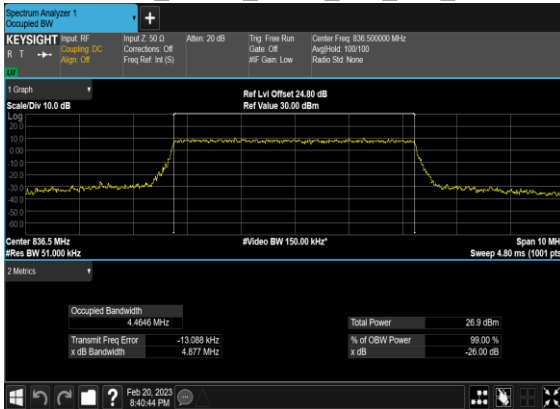 Spectrum Analyzer 1
Occupied BW
+
KEYSIGHT
R T
LW
Input: RF
Coupling: DC
Align: Off
Input Z: 50 Ω
Corrections: Off
Freq Ref: Int (S)
Atten: 20 dB
Trig: Free Run
Gate: Off
#IF Gain: Low
Center Freq: 836.500000 MHz
Avg|Hold: 100/100
Radio Std: None
1 Graph
Scale/Div 10.0 dB
Ref Lvl Offset 24.80 dB
Ref Value 30.00 dBm
Log
20.0
10.0
0.00
-10.0
-20.0
-30.0
-40.0
-50.0
-60.0
Center 836.5 MHz
#Res BW 51.000 kHz
#Video BW 150.00 kHz*
Span 10 MH
Sweep 4.80 ms (1001 pts
2 Metrics
Occupied Bandwidth
4.4646 MHz
Total Power 26.9 dBm
Transmit Freq Error -13.088 kHz
% of OBW Power 99.00 %
x dB Bandwidth 4.877 MHz
x dB -26.00 dB
?
Feb 20, 2023
8:40:44 PM